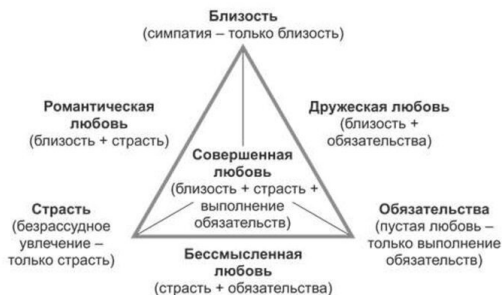 Близость
(симпатия – только близость)
Романтическая
любовь
(близость + страсть)
Дружеская любовь
(близость +
обязательства)
Совершенная
любовь
(близость + страсть +
выполнение
обязательств)
Страсть
(безрассудное
увлечение –
только страсть)
Обязательства
(пустая любовь –
только выполнение
обязательств)
Бессмысленная
любовь
(страсть + обязательства)